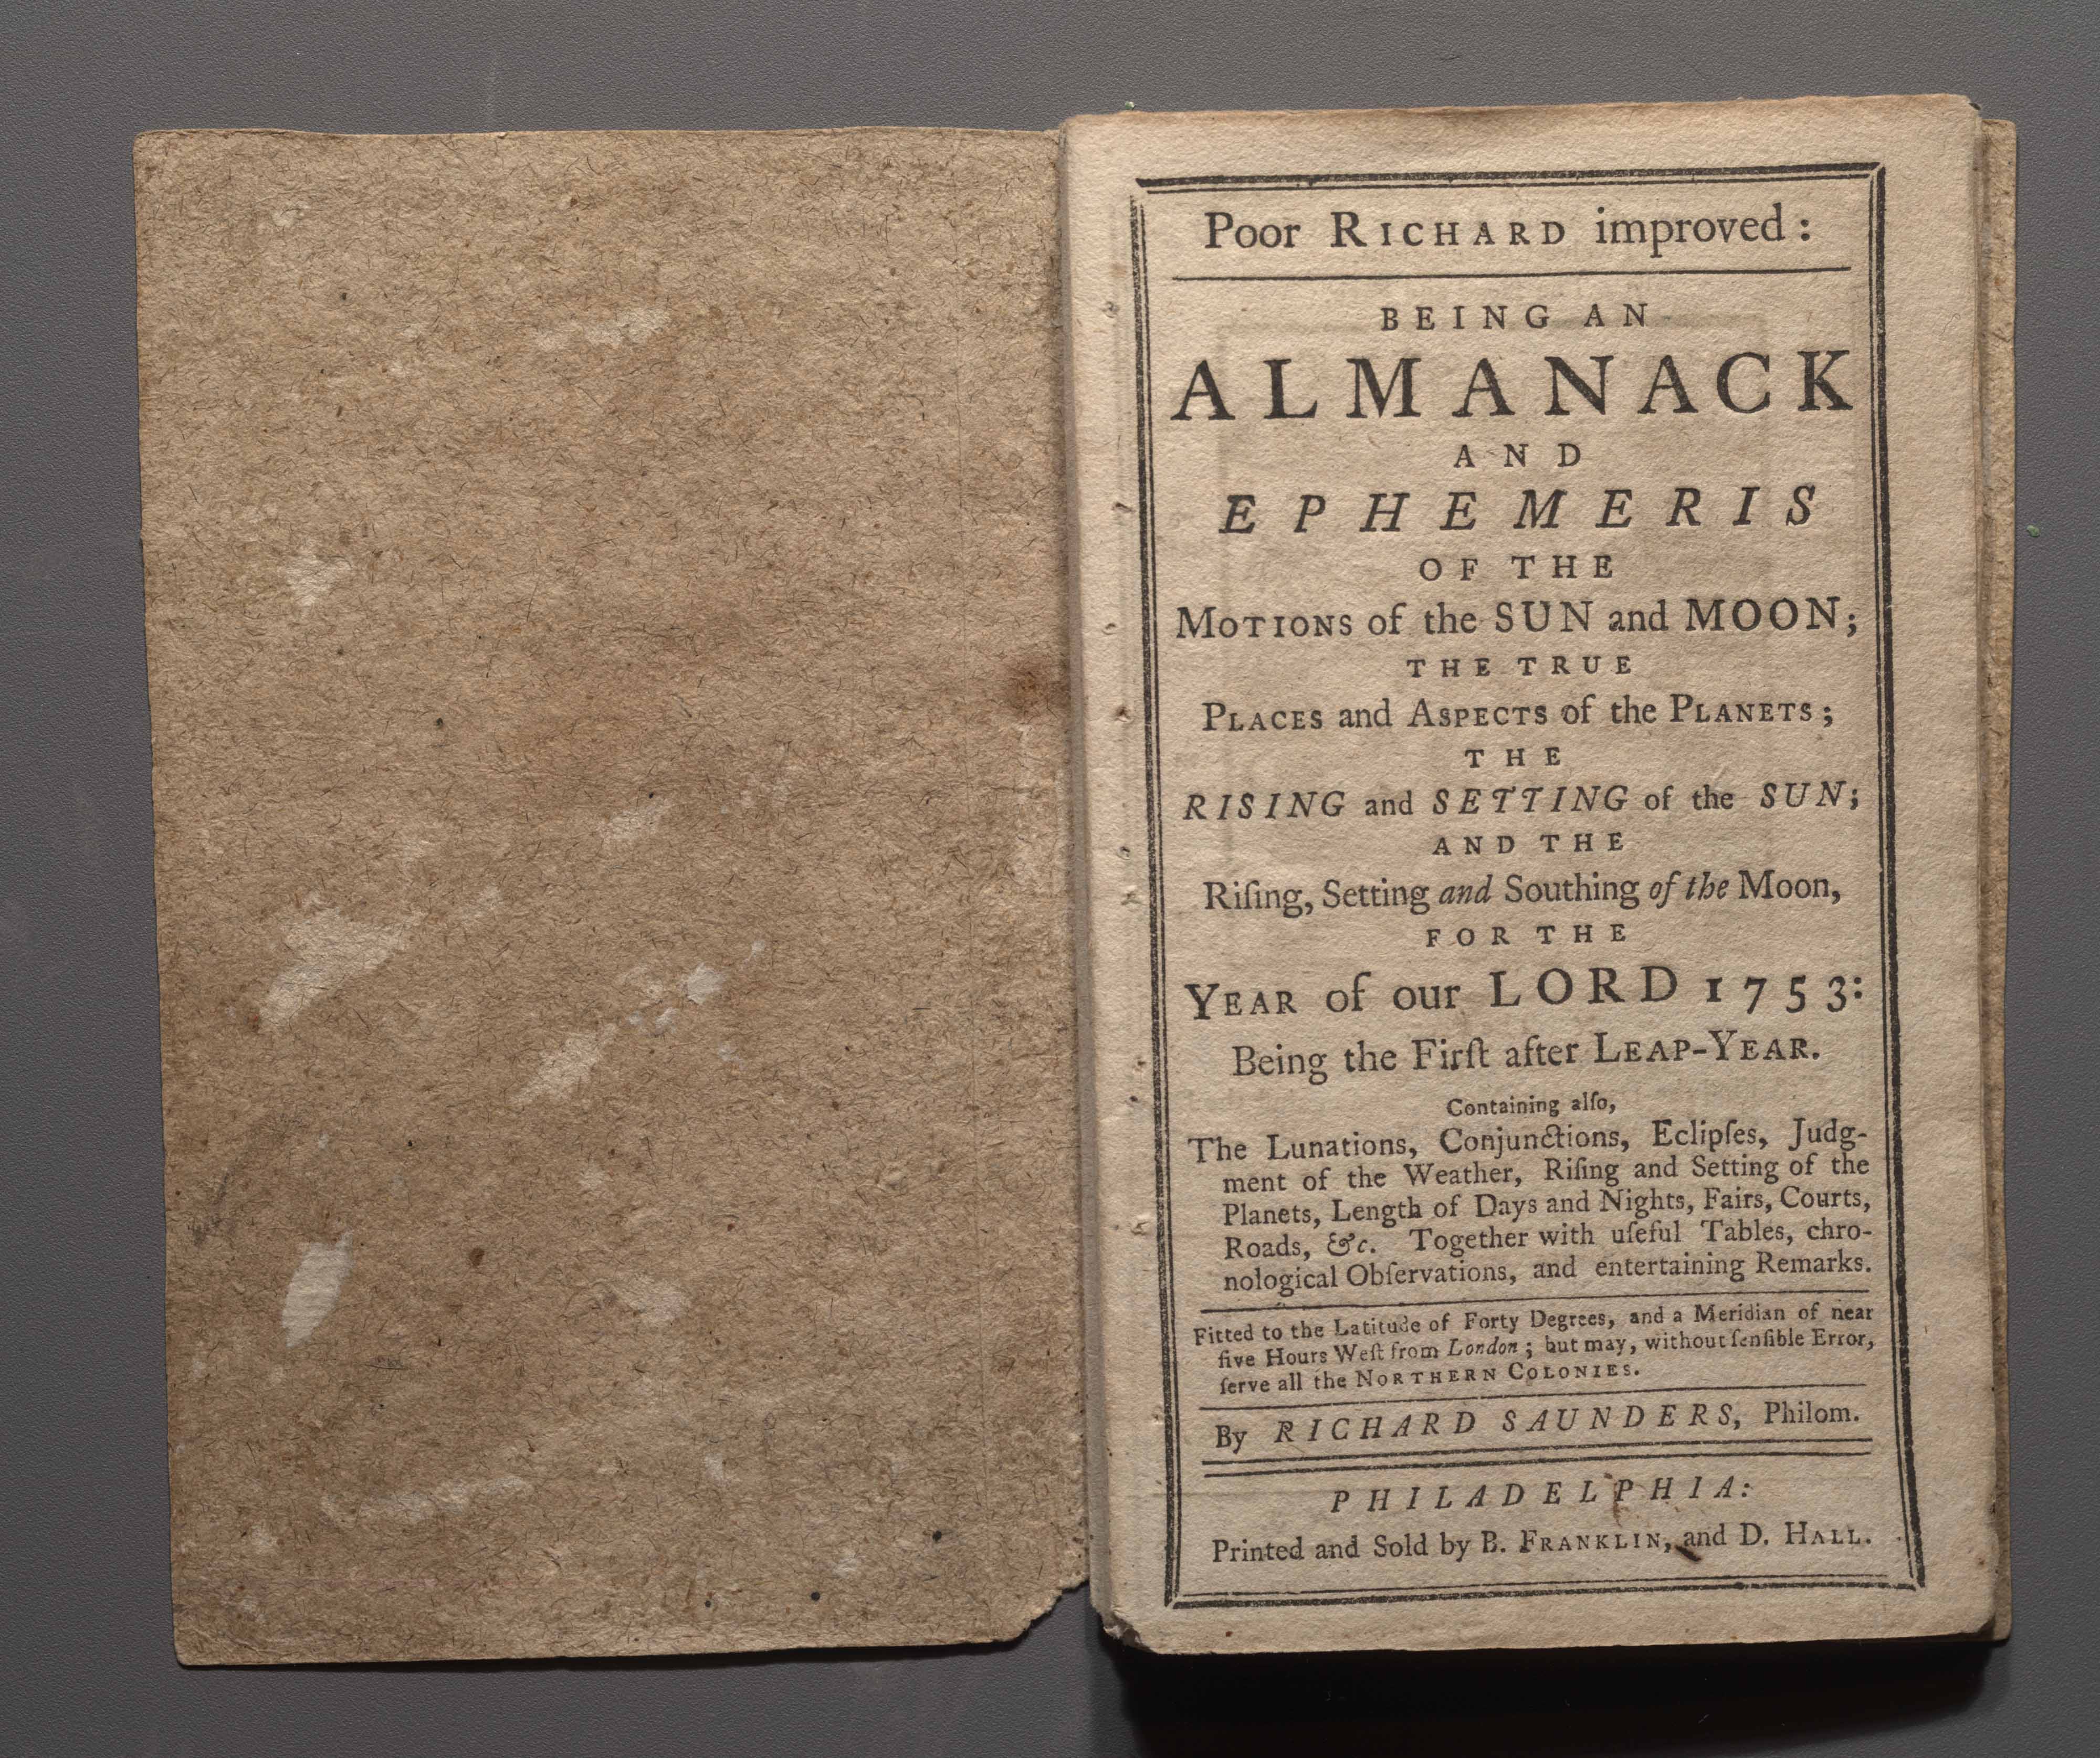 Poor RICHARD improved:
BEING AN
ALMANACK
AND
EPHEMERIS
OF THE
MOTIONS of the SUN and MOON;
THE TRUE
PLACES and ASPECTS of the PLANETS;
THE
RISING and SETTING of the SUN;
AND THE
Riſing, Setting and Southing of the Moon,
FOR THE
YEAR of our LORD 1753:
Being the Firſt after LEAP-YEAR.
Containing alſo,
The Lunations, Conjunctions, Eclipſes, Judg-
ment of the Weather, Riſing and Setting of the
Planets, Length of Days and Nights, Fairs, Courts,
Roads, &c. Together with uſeful Tables, chro-
nological Obſervations, and entertaining Remarks.
Fitted to the Latitude of Forty Degrees, and a Meridian of near
five Hours Weſt from London; but may, without ſenſible Error,
ſerve all the NORTHERN COLONIES.
By RICHARD SAUNDERS, Philom.
PHILADELPHIA:
Printed and Sold by B. FRANKLIN, and D. HALL.